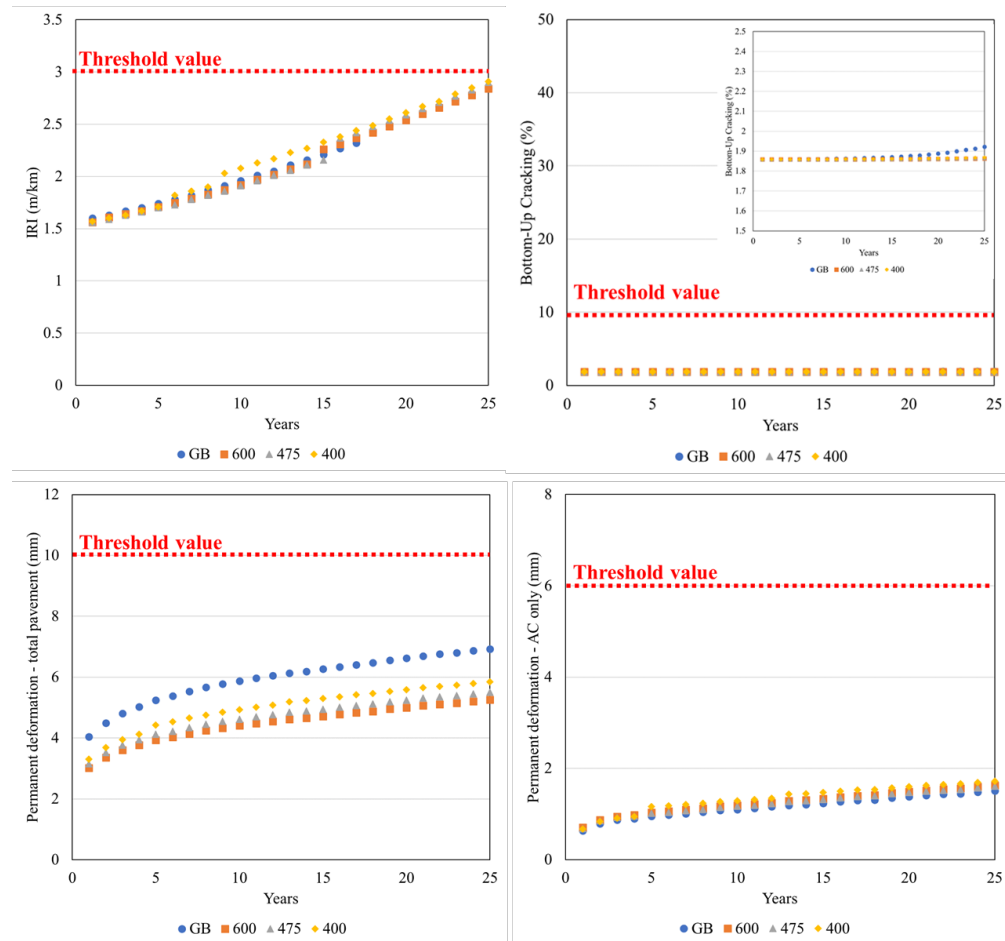 3.5
3
2.5
2
1.5
1
0.5
0
Threshold value
IRI (m/km)
0 5 10 15 20 25
Years
GB 600 475 400
50
40
30
20
10
0
Threshold value
Bottom-Up Cracking (%)
0 5 10 15 20 25
Years
GB 600 475 400
2.5
2.4
2.3
2.2
2.1
2
1.9
1.8
1.7
1.6
1.5
Bottom-Up Cracking (%)
0 5 10 15 20 25
Years
GB 600 475 400
12
10
8
6
4
2
0
Threshold value
Permanent deformation - total pavement (mm)
0 5 10 15 20 25
Years
GB 600 475 400
8
6
4
2
0
Threshold value
Permanent deformation - AC only (mm)
0 5 10 15 20 25
Years
GB 600 475 400